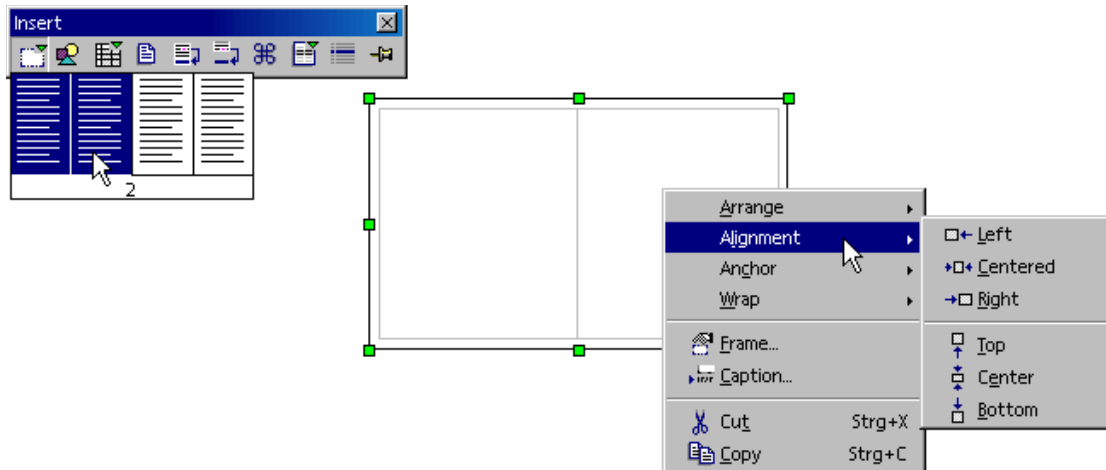 Insert
2
Arrange
Alignment
Anchor
Wrap
Frame...
Caption...
Cut Strg+X
Copy Strg+C
Left
Centered
Right
Top
Center
Bottom